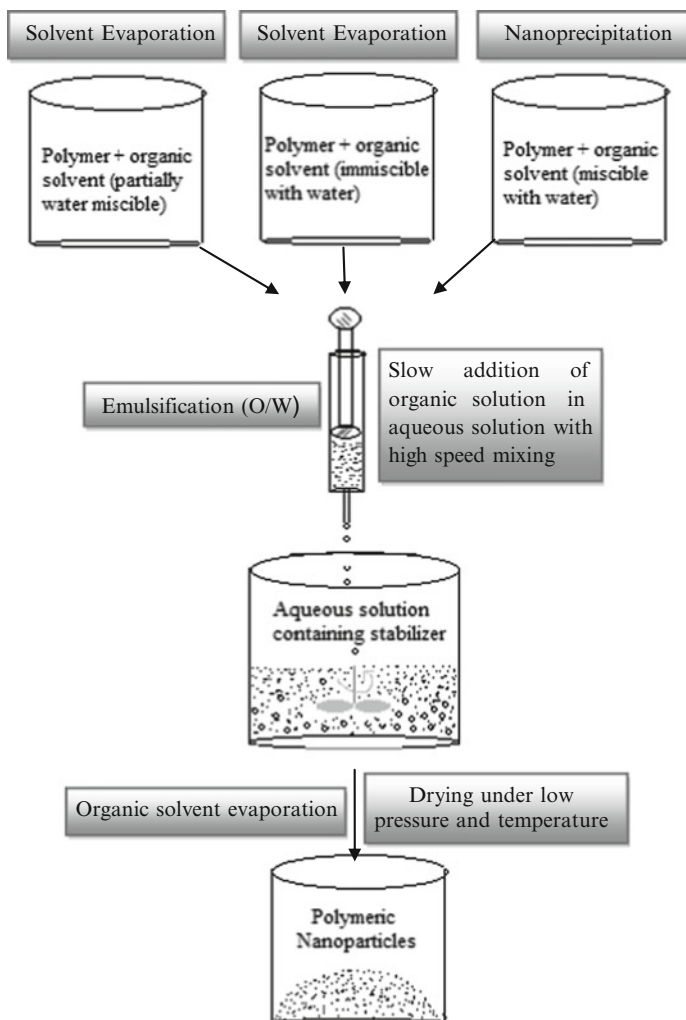 Solvent Evaporation
Solvent Evaporation
Nanoprecipitation
Polymer + organic
solvent (partially
water miscible)
Polymer + organic
solvent (immiscible
with water)
Polymer + organic
solvent (miscible
with water)
Emulsification (O/W)
Slow addition of
organic solution in
aqueous solution with
high speed mixing
Aqueous solution
containing stabilizer
Organic solvent evaporation
Drying under low
pressure and temperature
Polymeric
Nanoparticles